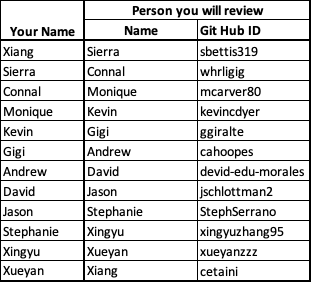 Person you will review
Your Name Name Git Hub ID
Xiang Sierra sbettis319
Sierra Connal whrligig
Connal Monique mcarver80
Monique Kevin kevincdyer
Kevin Gigi ggiralte
Gigi Andrew cahoopes
Andrew David devid-edu-morales
David Jason jschlottman2
Jason Stephanie StephSerrano
Stephanie Xingyu xingyuzhang95
Xingyu Xueyan xueyanzzz
Xueyan Xiang cetaini